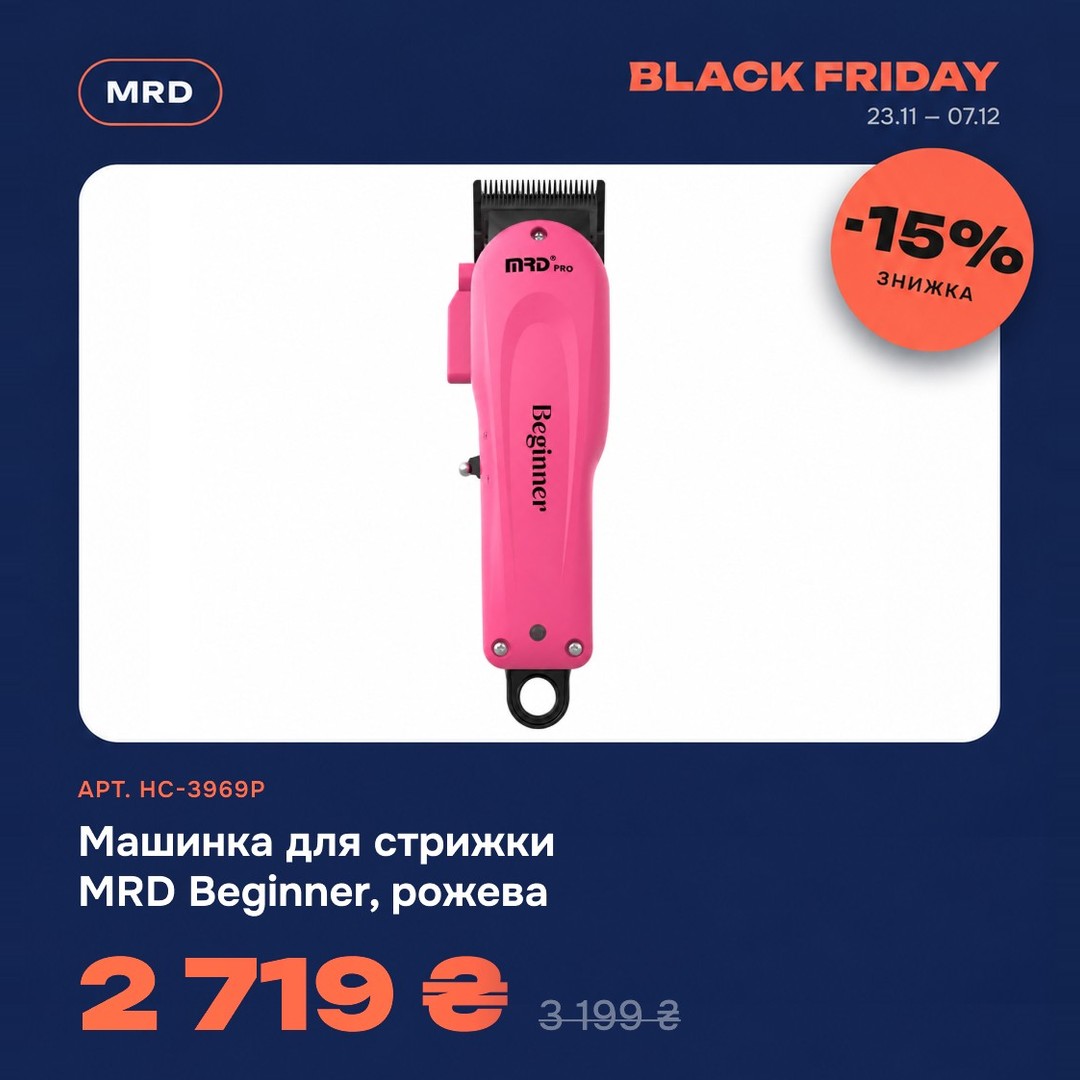 MRD
BLACK FRIDAY
23.11 – 07.12
-15%
ЗНИЖКА
MRD® PRO
Beginner
АРТ. HC-3969P
Машинка для стрижки
MRD Beginner, рожева
2 719 ₴ 3 199 ₴